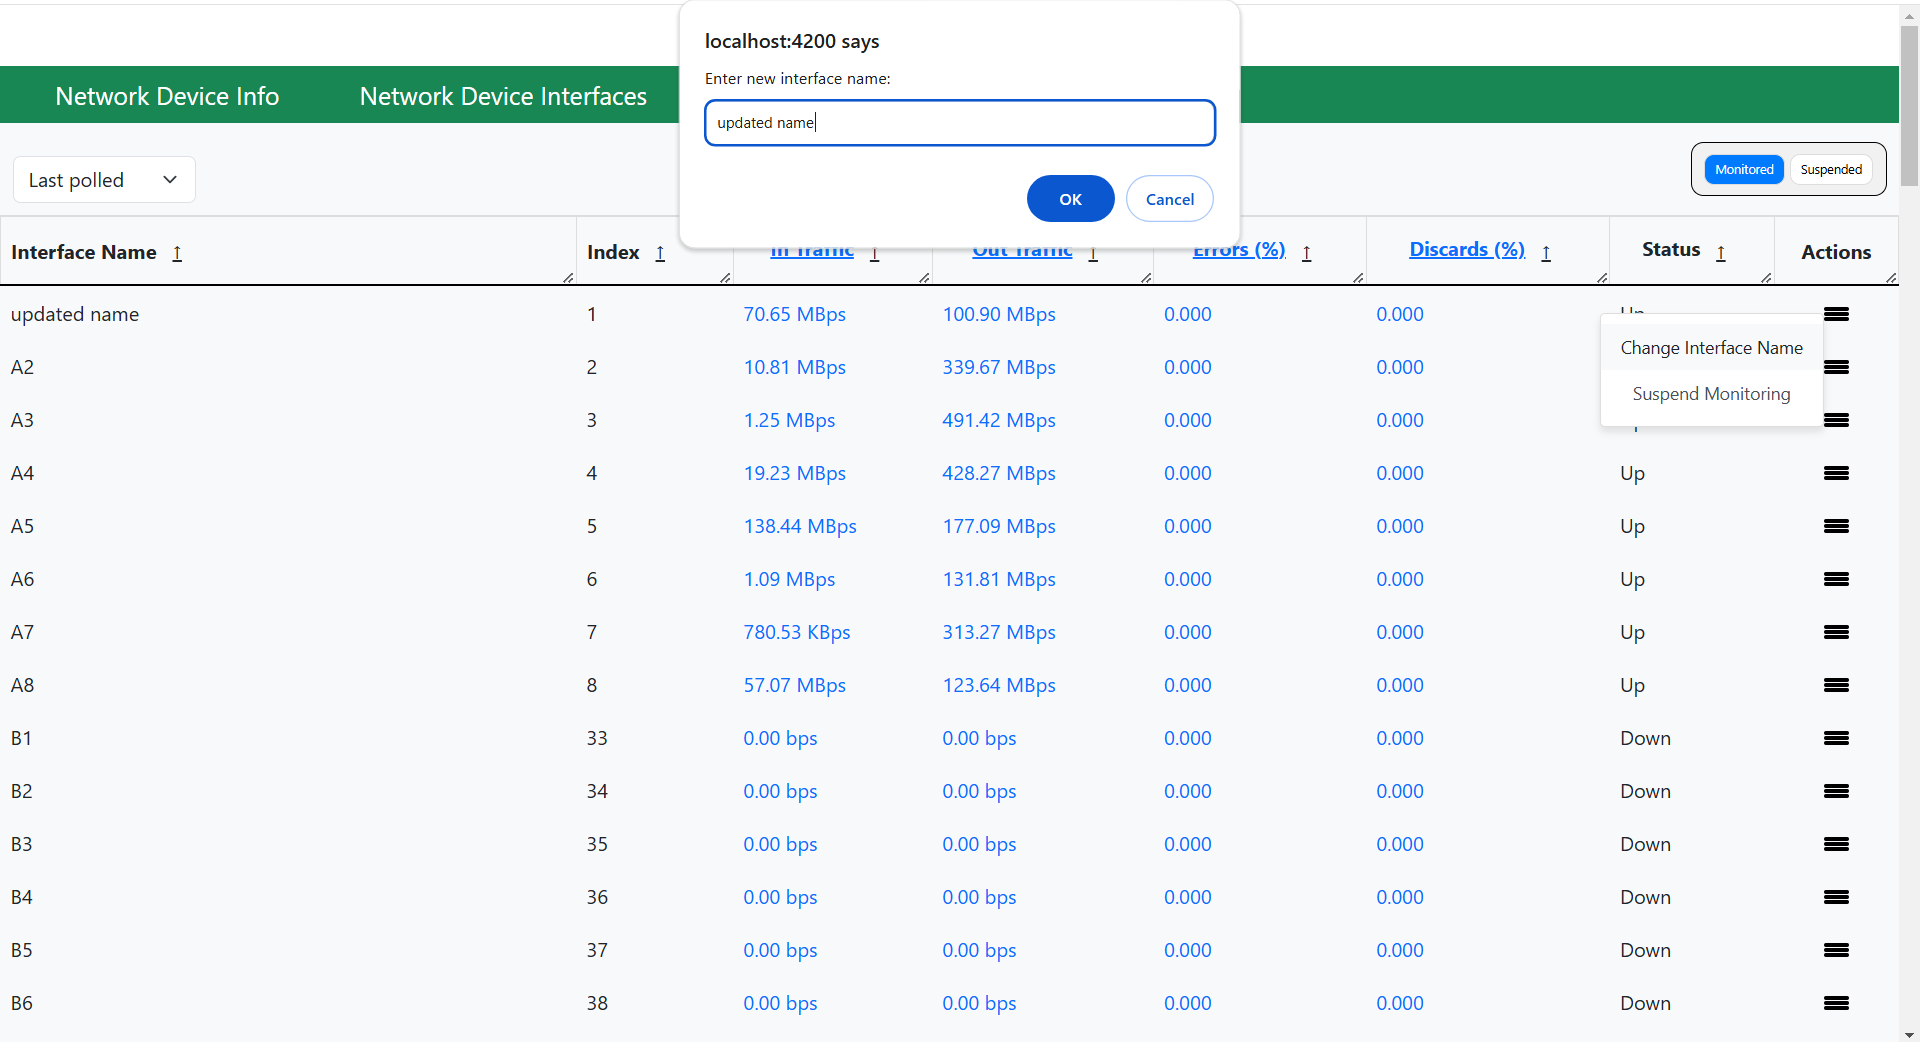 localhost:4200 says
Enter new interface name:
updated name
OK Cancel
Network Device Info Network Device Interfaces
Last polled
Monitored Suspended
Interface Name ↑ Index ↑ In Traffic ↑ Out Traffic ↑ Errors (%) ↑ Discards (%) ↑ Status ↑ Actions
updated name 1 70.65 MBps 100.90 MBps 0.000 0.000 Up
Change Interface Name
Suspend Monitoring
A2 2 10.81 MBps 339.67 MBps 0.000 0.000
A3 3 1.25 MBps 491.42 MBps 0.000 0.000
A4 4 19.23 MBps 428.27 MBps 0.000 0.000 Up
A5 5 138.44 MBps 177.09 MBps 0.000 0.000 Up
A6 6 1.09 MBps 131.81 MBps 0.000 0.000 Up
A7 7 780.53 KBps 313.27 MBps 0.000 0.000 Up
A8 8 57.07 MBps 123.64 MBps 0.000 0.000 Up
B1 33 0.00 bps 0.00 bps 0.000 0.000 Down
B2 34 0.00 bps 0.00 bps 0.000 0.000 Down
B3 35 0.00 bps 0.00 bps 0.000 0.000 Down
B4 36 0.00 bps 0.00 bps 0.000 0.000 Down
B5 37 0.00 bps 0.00 bps 0.000 0.000 Down
B6 38 0.00 bps 0.00 bps 0.000 0.000 Down